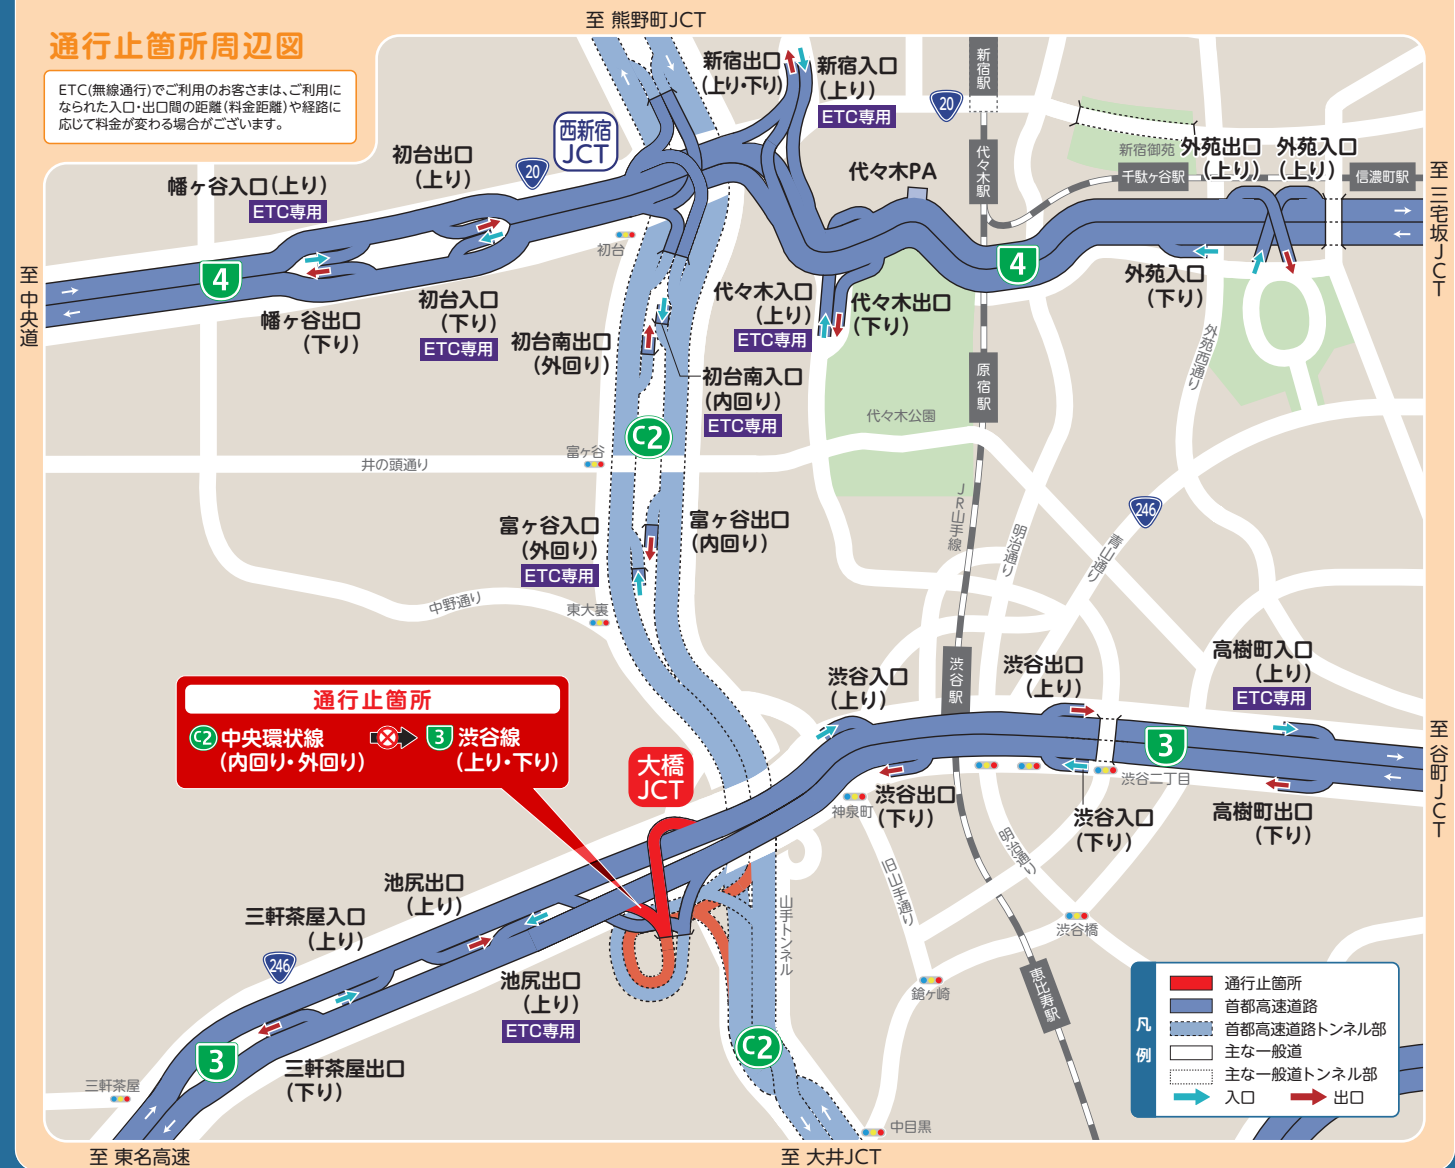 至 熊野町JCT
通行止箇所周辺図
ETC(無線通行)でご利用のお客さまは、ご利用に
なられた入口・出口間の距離(料金距離)や経路に
応じて料金が変わる場合がございます。
新宿出口
(上り・下り)
新宿入口
(上り)
ETC専用
新宿駅
20
西新宿
JCT
初台出口
(上り)
20
幡ヶ谷入口(上り)
ETC専用
代々木PA
代々木駅
新宿御苑
千駄ヶ谷駅
外苑出口
(上り)
外苑入口
(上り)
信濃町駅
至 三宅坂JCT
至 中央道
4
初台
4
幡ヶ谷出口
(下り)
初台入口
(下り)
ETC専用
初台南出口
(外回り)
代々木入口
(上り)
ETC専用
代々木出口
(下り)
外苑入口
(下り)
外苑西通り
初台南入口
(内回り)
ETC専用
原宿駅
代々木公園
C2
井の頭通り
富ヶ谷
富ヶ谷入口
(外回り)
ETC専用
富ヶ谷出口
(内回り)
JR山手線
明治通り
青山通り
246
中野通り
東大裏
通行止箇所
C2 中央環状線
(内回り・外回り)
3 渋谷線
(上り・下り)
大橋
JCT
渋谷入口
(上り)
渋谷駅
渋谷出口
(上り)
高樹町入口
(上り)
ETC専用
至 谷町JCT
3
渋谷二丁目
神泉町
渋谷出口
(下り)
渋谷入口
(下り)
高樹町出口
(下り)
明治通り
旧山手通り
山手トンネル
池尻出口
(上り)
三軒茶屋入口
(上り)
246
池尻出口
(上り)
ETC専用
渋谷橋
鎗ヶ崎
恵比寿駅
C2
3
三軒茶屋出口
(下り)
三軒茶屋
中目黒
凡例
通行止箇所
首都高速道路
首都高速道路トンネル部
主な一般道
主な一般道トンネル部
入口
出口
至 東名高速
至 大井JCT